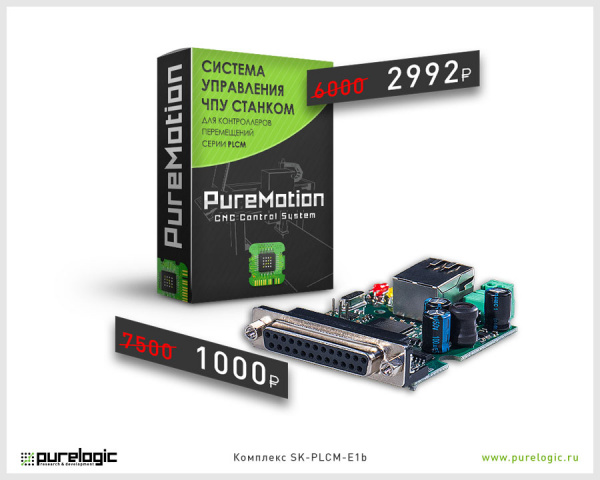 PureMotion
СИСТЕМА
УПРАВЛЕНИЯ
ЧПУ СТАНКОМ
ДЛЯ КОНТРОЛЛЕРОВ
ПЕРЕМЕЩЕНИЙ
СЕРИИ PLCM
PureMotion
CNC Control System
6000 2992₽
7500 1000₽
purelogic
research & development
Комплекс SK-PLCM-E1b
www.purelogic.ru